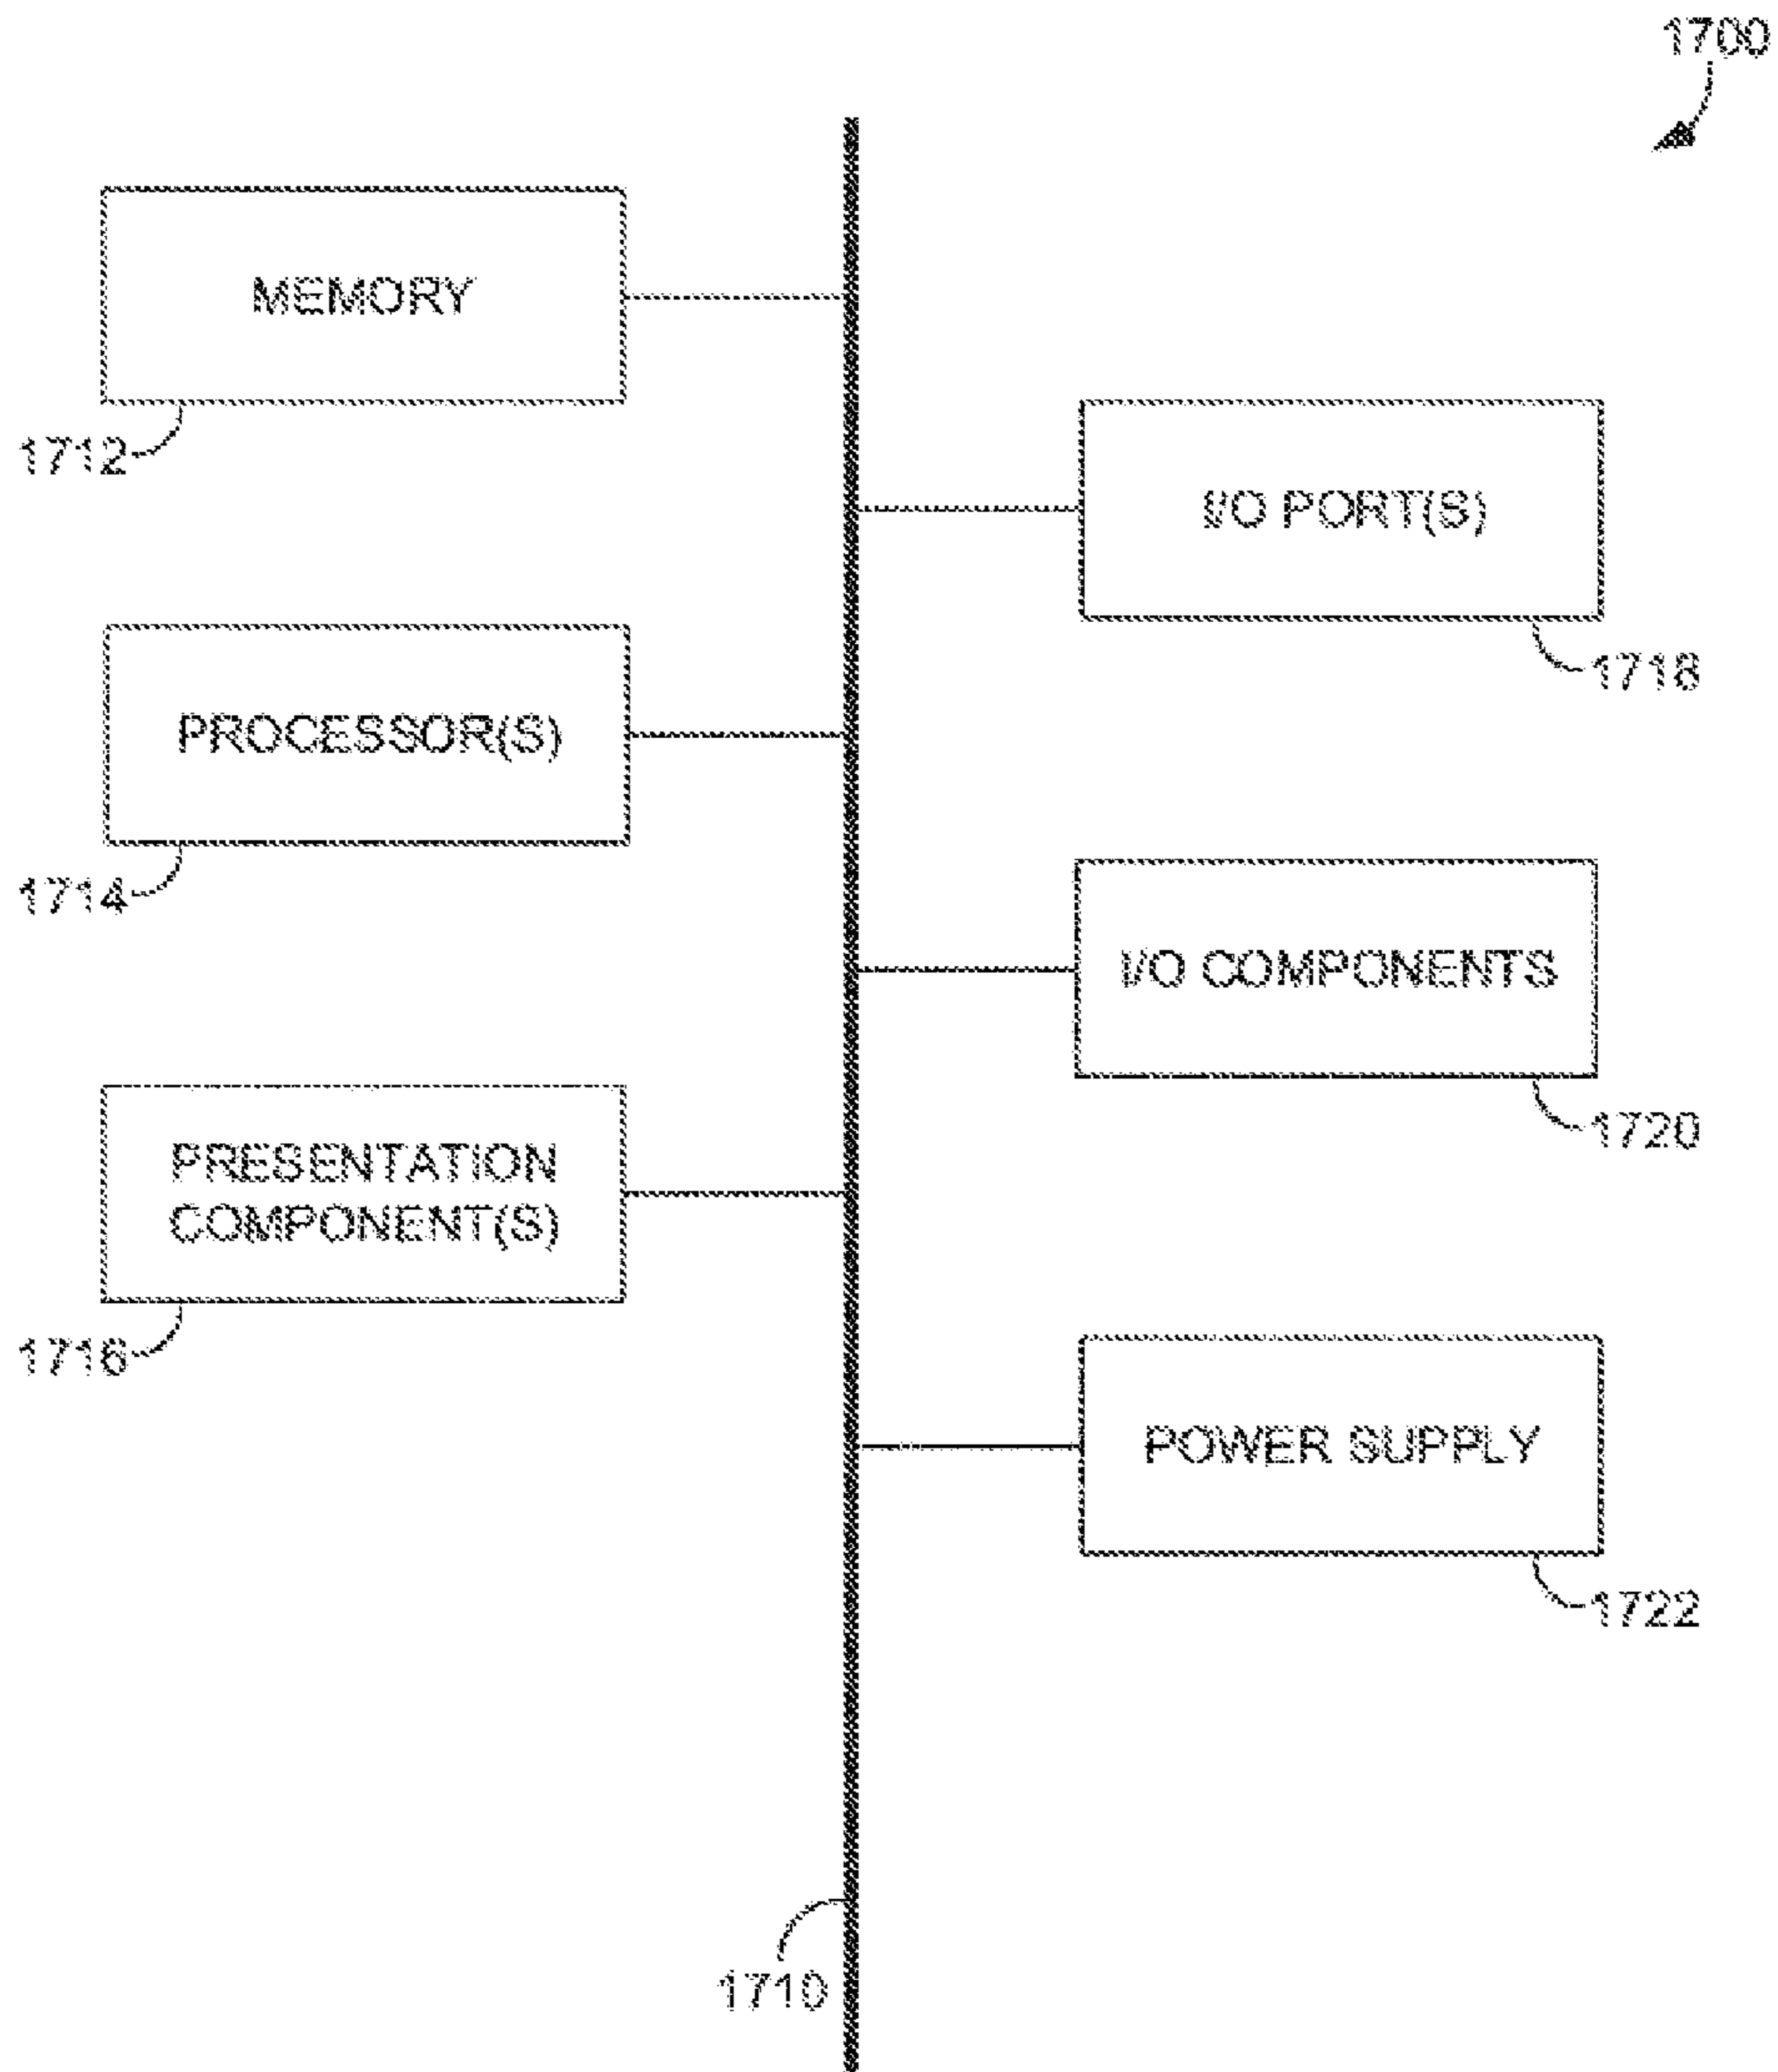 1700
MEMORY
1712
I/O PORT(S)
1718
PROCESSOR(S)
1714
I/O COMPONENTS
1720
PRESENTATION
COMPONENT(S)
1716
POWER SUPPLY
1722
1710